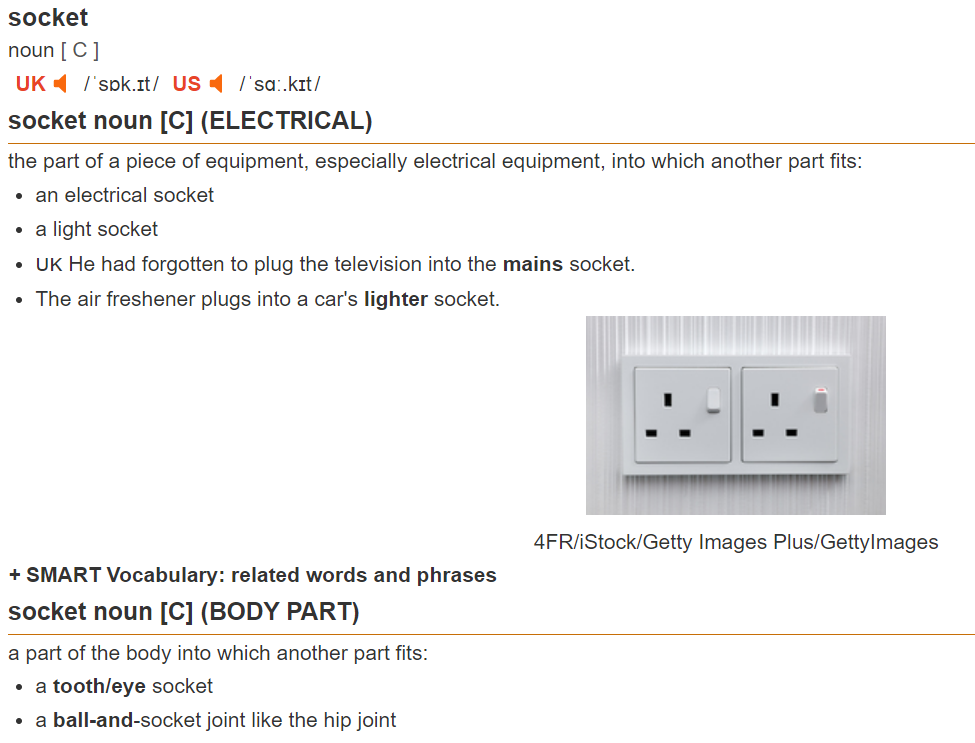 socket
noun [ C ]
UK /ˈsɒk.ɪt/ US /ˈsɑː.kɪt/
socket noun [C] (ELECTRICAL)
the part of a piece of equipment, especially electrical equipment, into which another part fits:
• an electrical socket
• a light socket
• UK He had forgotten to plug the television into the mains socket.
• The air freshener plugs into a car's lighter socket.
4FR/iStock/Getty Images Plus/GettyImages
+ SMART Vocabulary: related words and phrases
socket noun [C] (BODY PART)
a part of the body into which another part fits:
• a tooth/eye socket
• a ball-and-socket joint like the hip joint